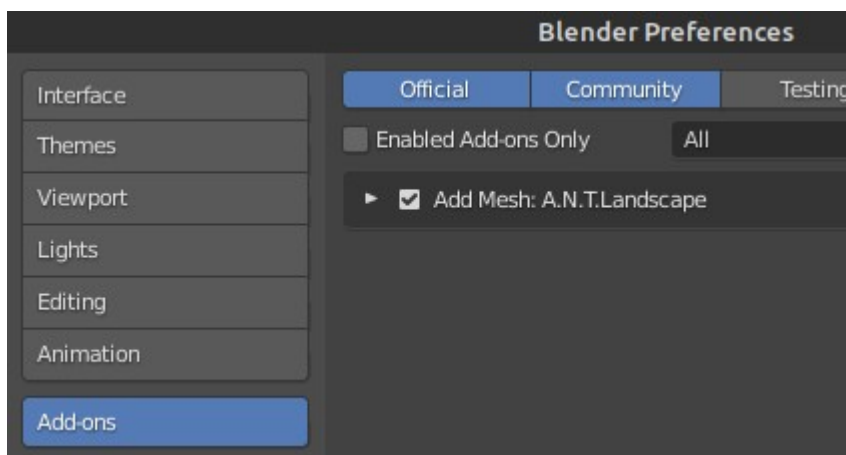 Blender Preferences
Interface
Themes
Viewport
Lights
Editing
Animation
Add-ons
Official Community Testing
Enabled Add-ons Only All
Add Mesh: A.N.T.Landscape